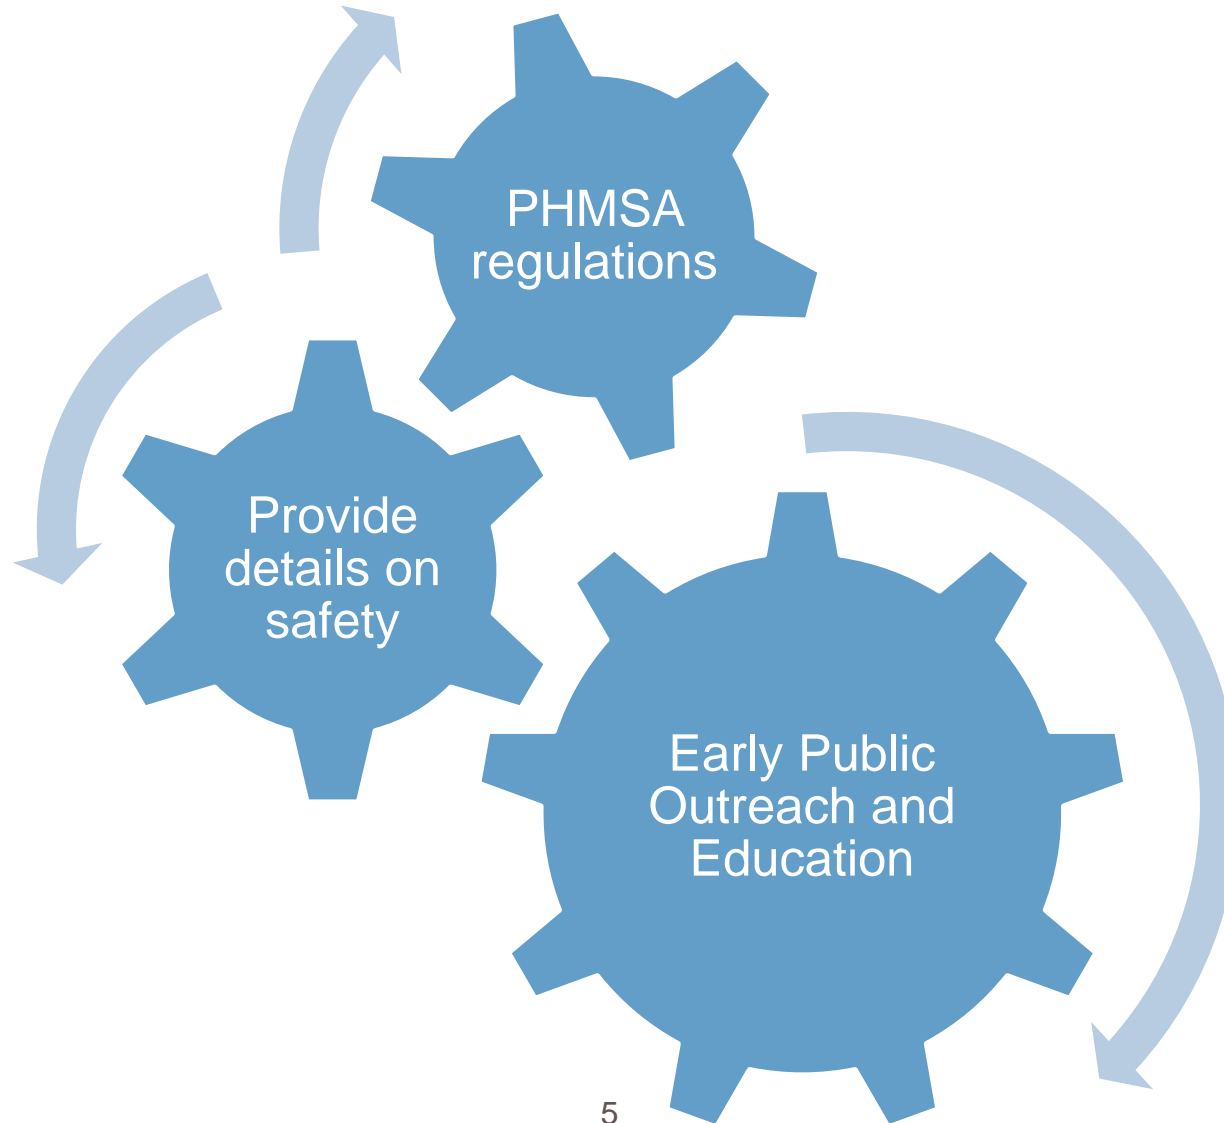 PHMSA
regulations
Provide
details on
safety
Early Public
Outreach and
Education
5